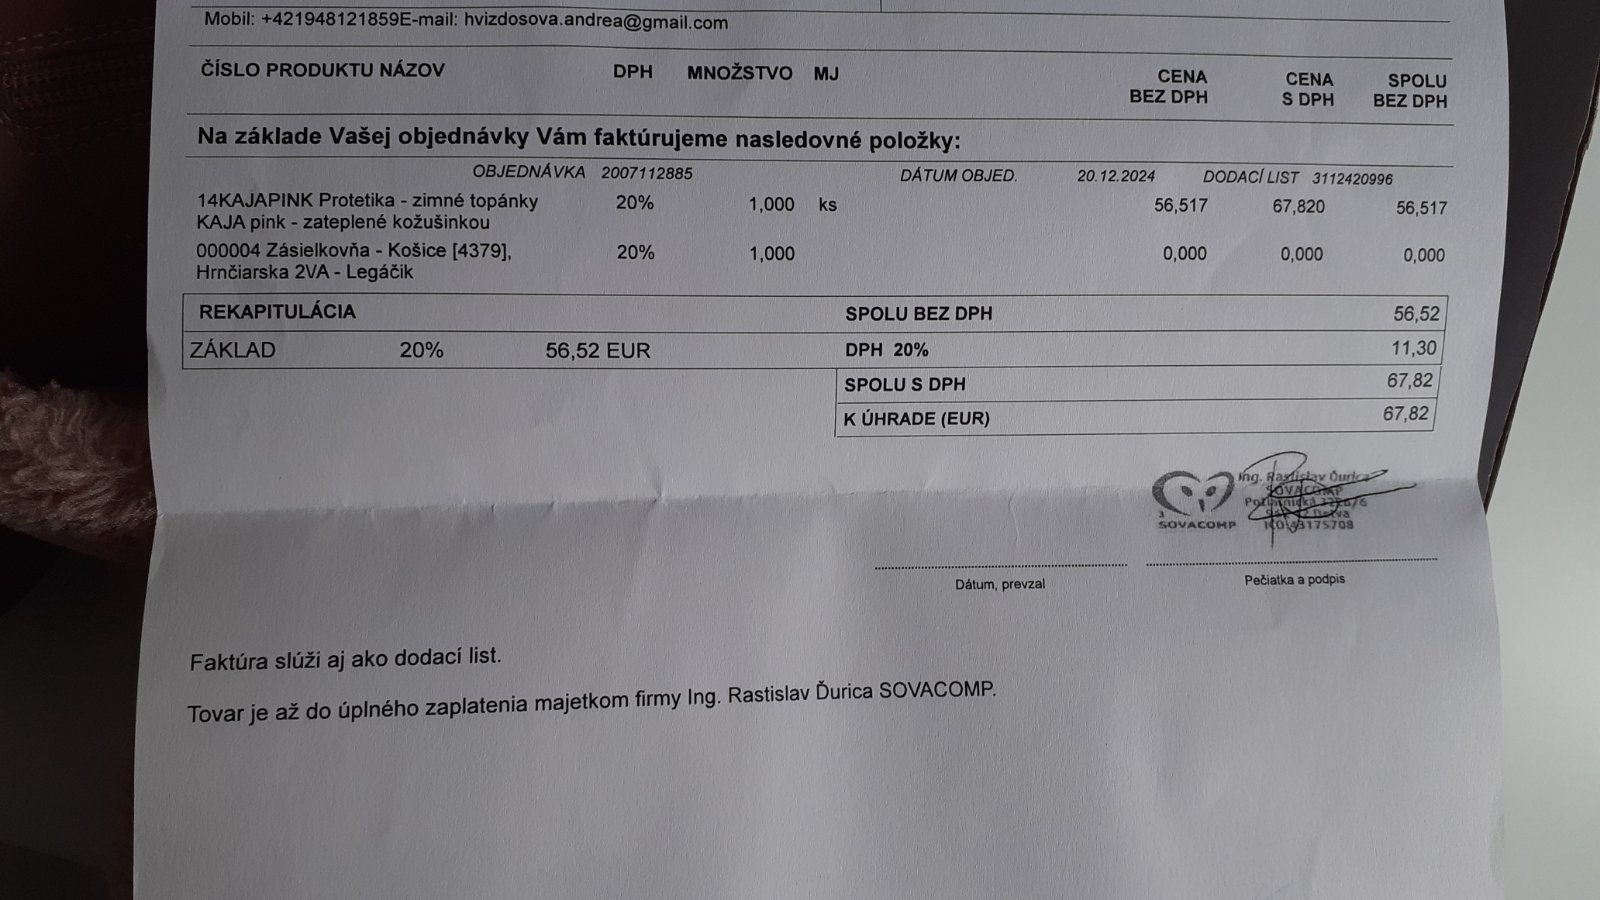 Mobil: +421948121859E-mail: hvizdosova.andrea@gmail.com
ČÍSLO PRODUKTU NÁZOV DPH MNOŽSTVO MJ CENA BEZ DPH CENA S DPH SPOLU BEZ DPH
Na základe Vašej objednávky Vám faktúrujeme nasledovné položky:
OBJEDNÁVKA 2007112885 DÁTUM OBJED. 20.12.2024 DODACÍ LIST 3112420996
14KAJAPINK Protetika - zimné topánky 20% 1,000 ks 56,517 67,820 56,517
KAJA pink - zateplené kožušinkou
000004 Zásielkovňa - Košice [4379], 20% 1,000 0,000 0,000 0,000
Hrnčiarska 2VA - Legáčik
REKAPITULÁCIA SPOLU BEZ DPH 56,52
ZÁKLAD 20% 56,52 EUR DPH 20% 11,30
SPOLU S DPH 67,82
K ÚHRADE (EUR) 67,82
Ing. Rastislav Ďurica
SOVACOMP
3
SOVACOMP
Dátum, prevzal Pečiatka a podpis
Faktúra slúži aj ako dodací list.
Tovar je až do úplného zaplatenia majetkom firmy Ing. Rastislav Ďurica SOVACOMP.